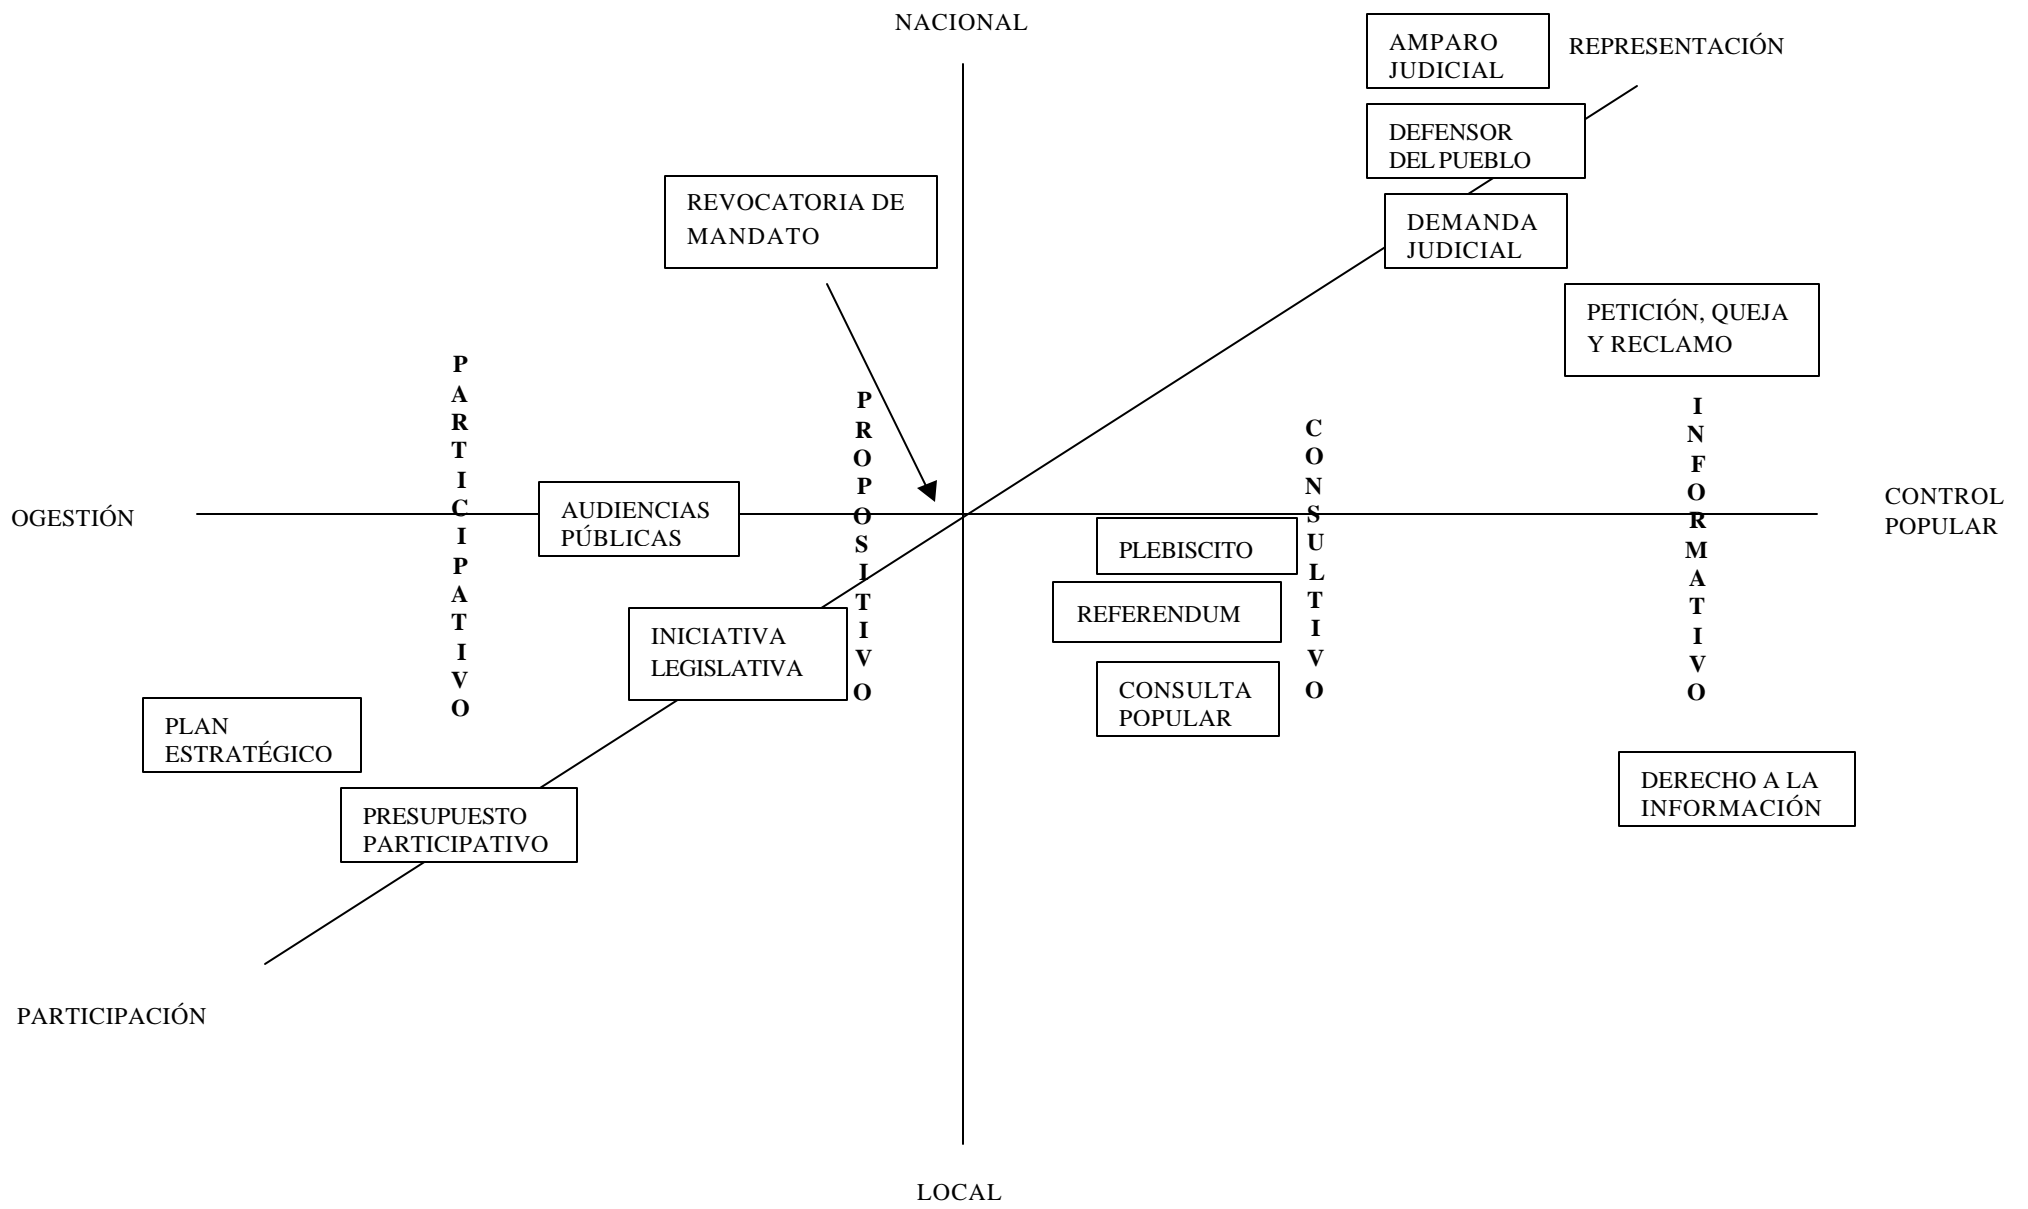 NACIONAL
AMPARO
JUDICIAL
REPRESENTACIÓN
DEFENSOR
DEL PUEBLO
REVOCATORIA DE
MANDATO
DEMANDA
JUDICIAL
PETICIÓN, QUEJA
Y RECLAMO
PARTICIPATIVO
PROPOSITIVO
CONSULTIVO
INFORMATIVO
OGESTIÓN
AUDIENCIAS
PÚBLICAS
CONTROL
POPULAR
PLEBISCITO
REFERENDUM
INICIATIVA
LEGISLATIVA
CONSULTA
POPULAR
PLAN
ESTRATÉGICO
DERECHO A LA
INFORMACIÓN
PRESUPUESTO
PARTICIPATIVO
PARTICIPACIÓN
LOCAL